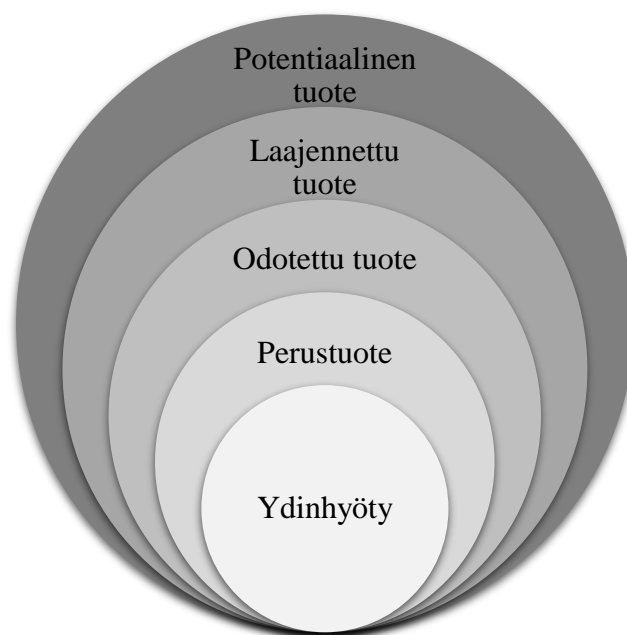 Potentiaalinen
tuote
Laajennettu
tuote
Odotettu tuote
Perustuote
Ydinhyöty